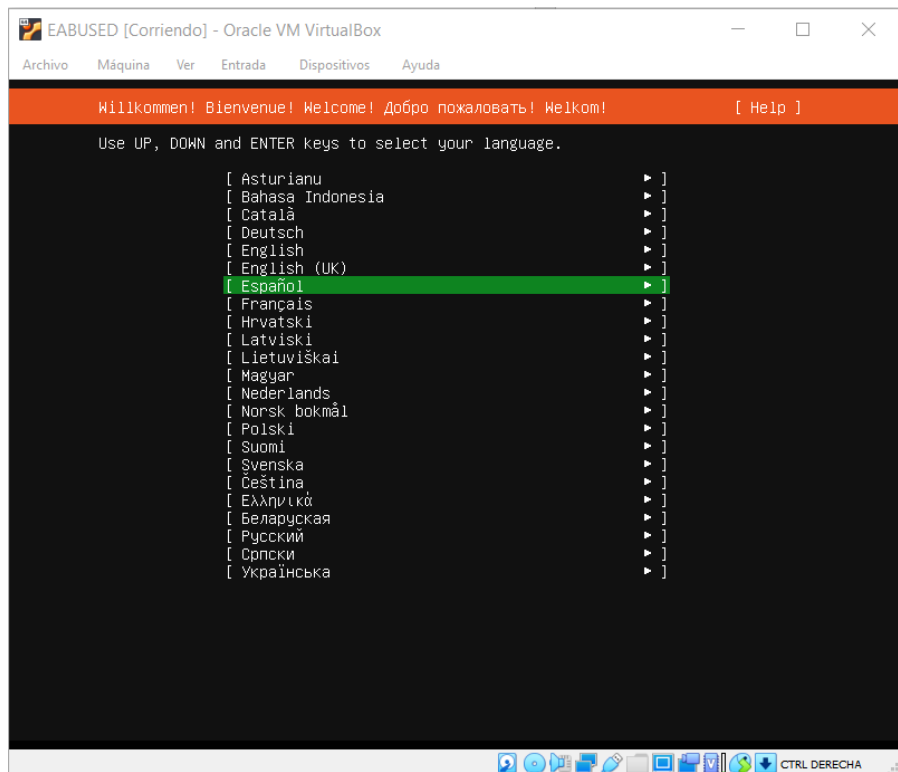 EABUSED [Corriendo] - Oracle VM VirtualBox
Archivo Máquina Ver Entrada Dispositivos Ayuda
Willkommen! Bienvenue! Welcome! Добро пожаловать! Welkom! [ Help ]
Use UP, DOWN and ENTER keys to select your language.
[ Asturianu ► ]
[ Bahasa Indonesia ► ]
[ Català ► ]
[ Deutsch ► ]
[ English ► ]
[ English (UK) ► ]
[ Español ► ]
[ Français ► ]
[ Hrvatski ► ]
[ Latviski ► ]
[ Lietuviškai ► ]
[ Magyar ► ]
[ Nederlands ► ]
[ Norsk bokmål ► ]
[ Polski ► ]
[ Suomi ► ]
[ Svenska ► ]
[ Čeština ► ]
[ Ελληνικά ► ]
[ Беларуская ► ]
[ Русский ► ]
[ Српски ► ]
[ Українська ► ]
CTRL DERECHA